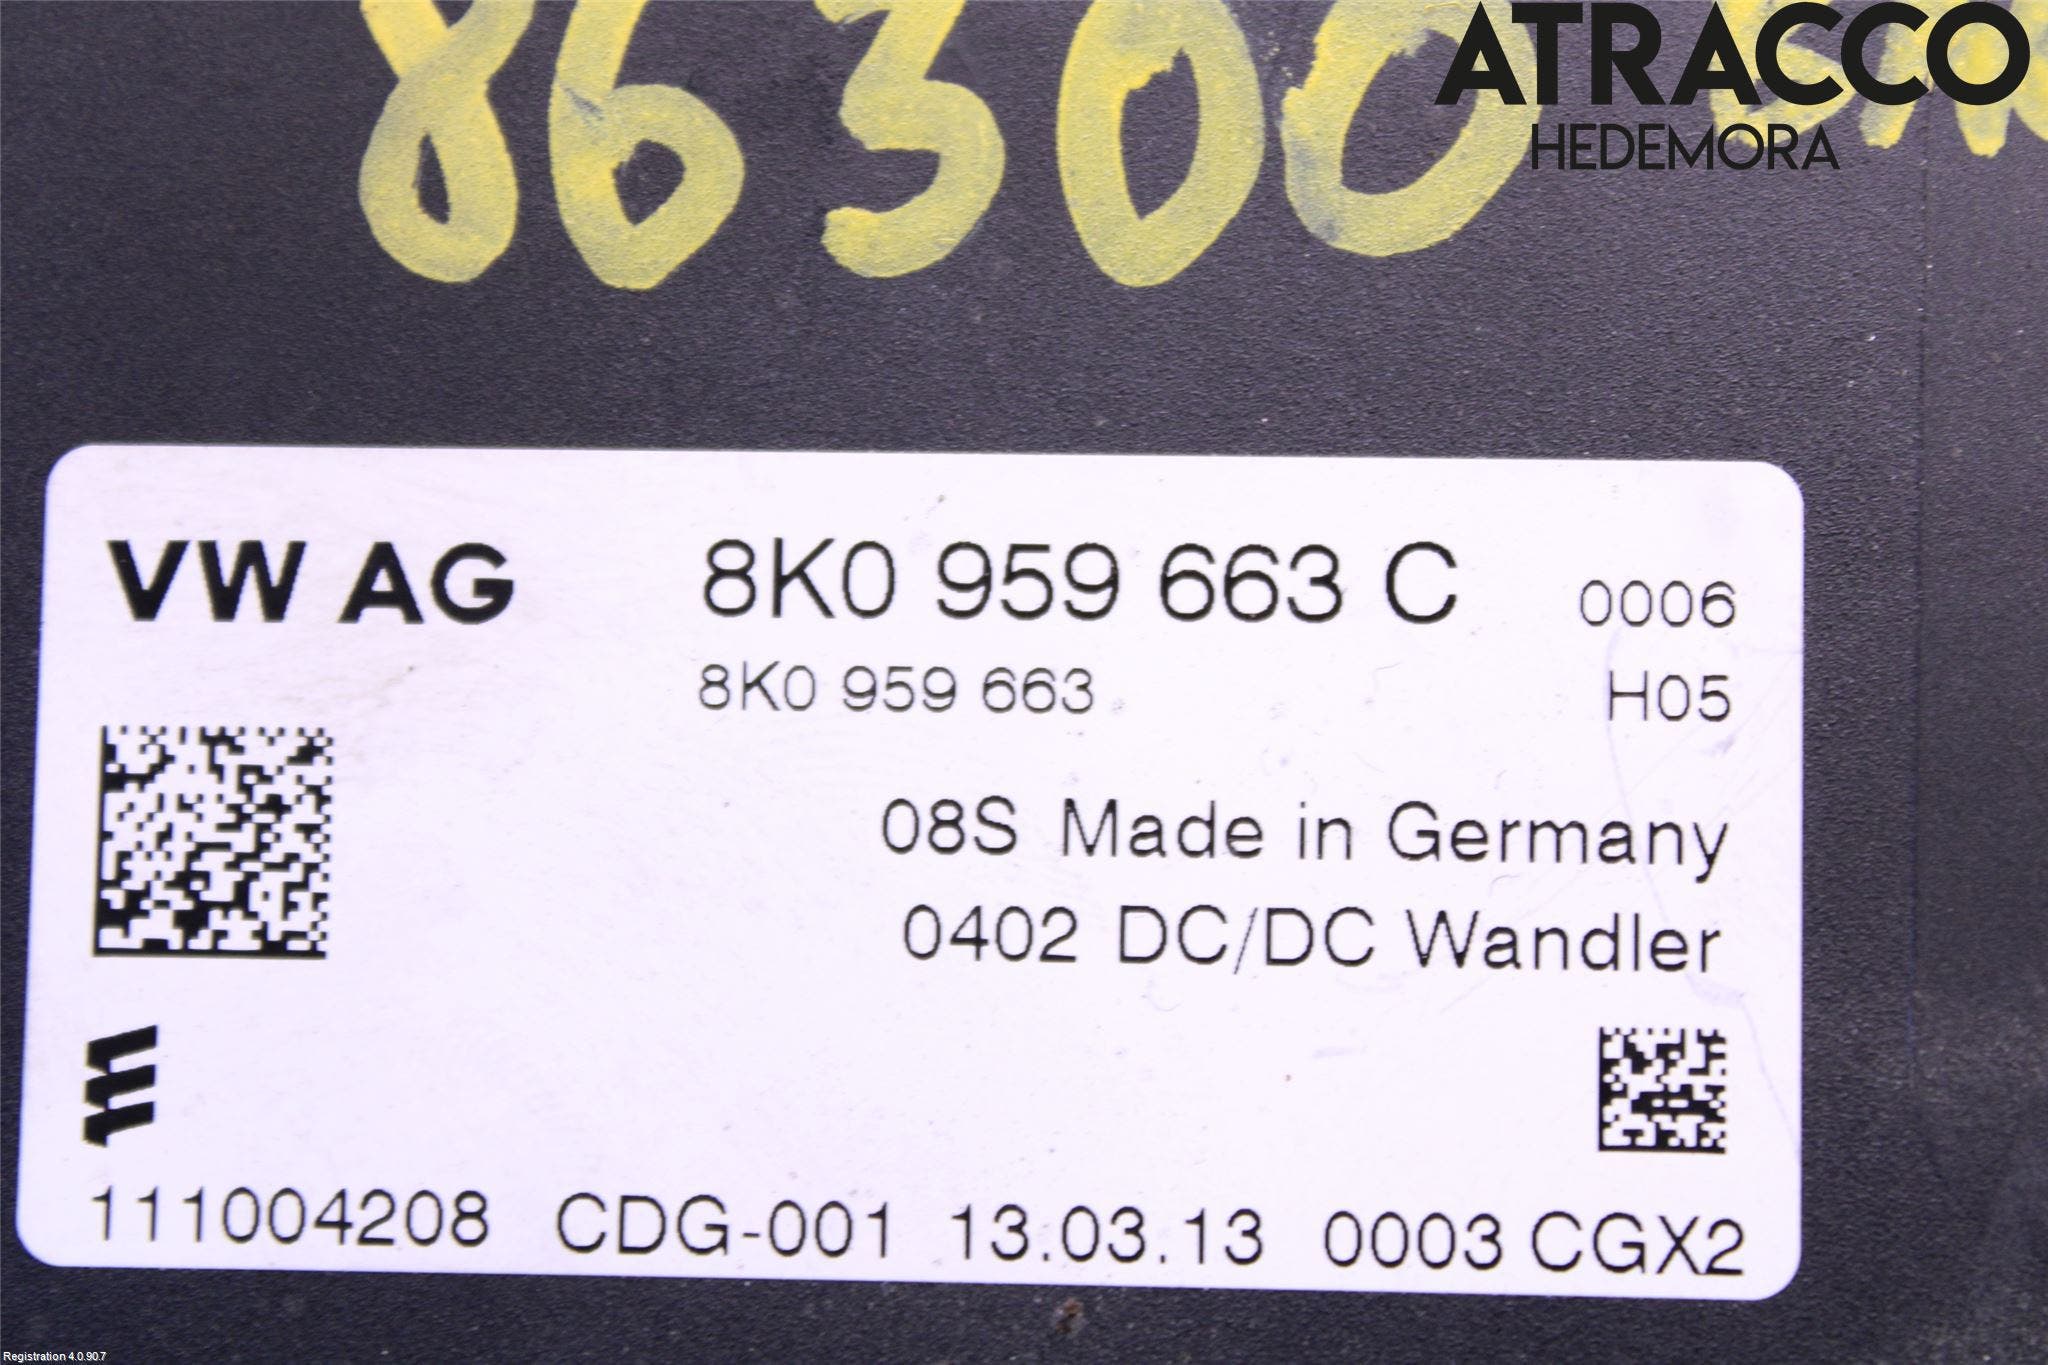 86300
ATRACCO
HEDEMORA
VW AG 8K0 959 663 C 0006
8K0 959 663 H05
08S Made in Germany
0402 DC/DC Wandler
111004208 CDG-001 13.03.13 0003 CGX2
Registration 4.0.90.7